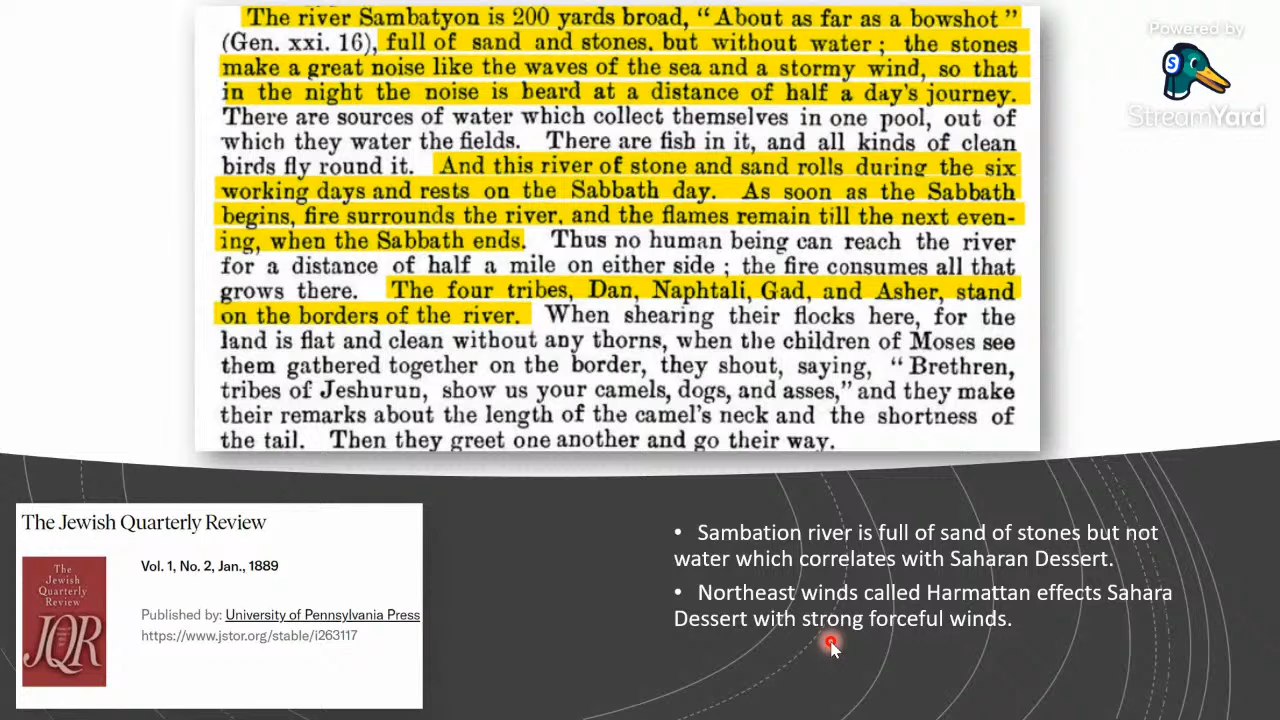 The river Sambatyon is 200 yards broad, “About as far as a bowshot”
(Gen. xxi. 16), full of sand and stones, but without water ; the stones
make a great noise like the waves of the sea and a stormy wind, so that
in the night the noise is heard at a distance of half a day's journey.
There are sources of water which collect themselves in one pool, out of
which they water the fields. There are fish in it, and all kinds of clean
birds fly round it. And this river of stone and sand rolls during the six
working days and rests on the Sabbath day. As soon as the Sabbath
begins, fire surrounds the river, and the flames remain till the next even-
ing, when the Sabbath ends. Thus no human being can reach the river
for a distance of half a mile on either side ; the fire consumes all that
grows there. The four tribes, Dan, Naphtali, Gad, and Asher, stand
on the borders of the river. When shearing their flocks here, for the
land is flat and clean without any thorns, when the children of Moses see
them gathered together on the border, they shout, saying, “Brethren,
tribes of Jeshurun, show us your camels, dogs, and asses,” and they make
their remarks about the length of the camel's neck and the shortness of
the tail. Then they greet one another and go their way.
Powered by
S
StreamYard
The Jewish Quarterly Review
The
Jewish
Quarterly
Review
JQR
Vol. 1, No. 2, Jan., 1889
Published by: University of Pennsylvania Press
https://www.jstor.org/stable/i263117
• Sambation river is full of sand of stones but not
water which correlates with Saharan Dessert.
• Northeast winds called Harmattan effects Sahara
Dessert with strong forceful winds.